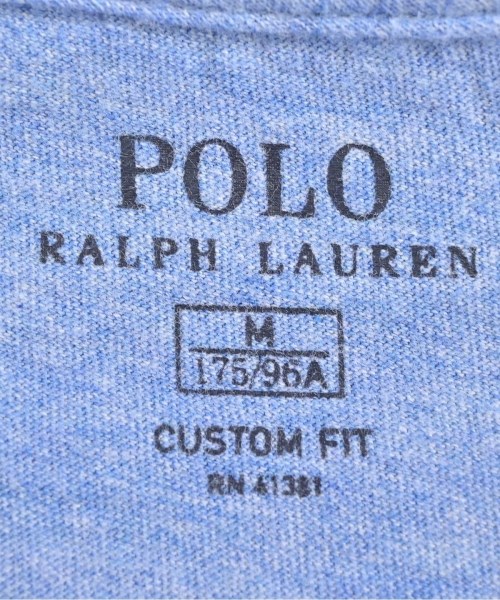 POLO
RALPH LAUREN
M
175/96A
CUSTOM FIT
RN 41381